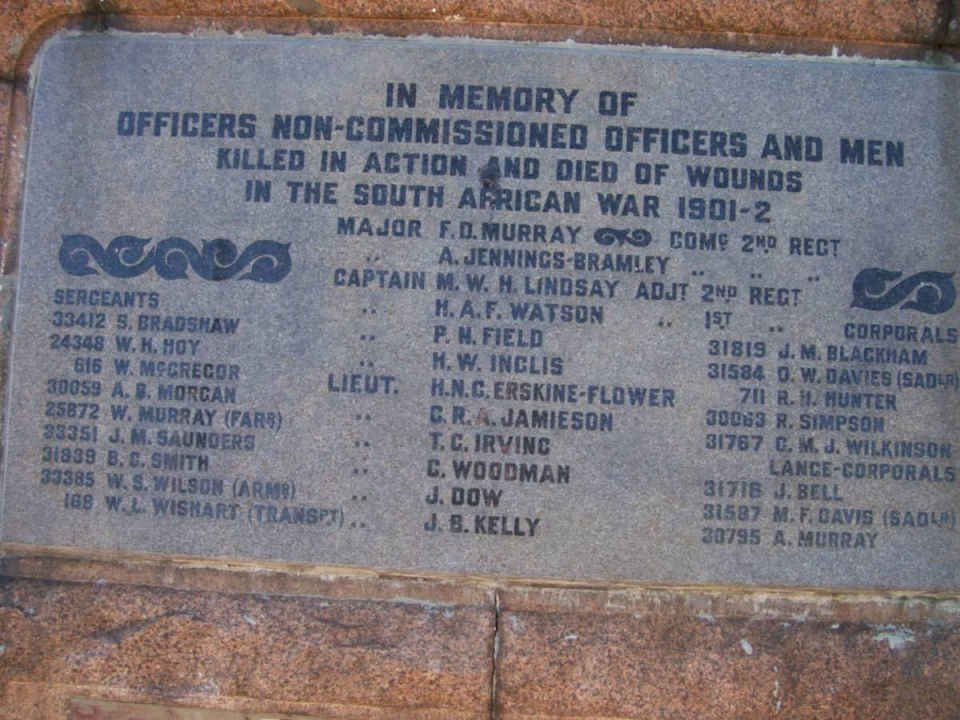 IN MEMORY OF
OFFICERS NON-COMMISSIONED OFFICERS AND MEN
KILLED IN ACTION AND DIED OF WOUNDS
IN THE SOUTH AFRICAN WAR 1901-2
MAJOR F.D. MURRAY COMG 2ND REGT
,, A. JENNINGS-BRAMLEY ,, ,, ,,
CAPTAIN M. W. H. LINDSAY ADJT 2ND REGT
,, H. A. F. WATSON ,, 1ST ,,
,, P. N. FIELD
,, H. W. INGLIS
LIEUT. H.N.C. ERSKINE-FLOWER
,, G. R. A. JAMIESON
,, T. C. IRVING
,, C. WOODMAN
,, J. DOW
,, J. B. KELLY
SERGEANTS
33412 S. BRADSHAW
24348 W. H. HOY
616 W. McGREGOR
30059 A. B. MORGAN
25872 W. MURRAY (FARR)
33351 J. M. SAUNDERS
31839 B. C. SMITH
33385 W. S. WILSON (ARMR)
168 W. L. WISHART (TRANSPT)
CORPORALS
31819 J. M. BLACKHAM
31584 D. W. DAVIES (SADLR)
711 R. H. HUNTER
30063 R. SIMPSON
31767 C. M. J. WILKINSON
LANCE-CORPORALS
31716 J. BELL
31587 M. F. DAVIS (SADLR)
30795 A. MURRAY